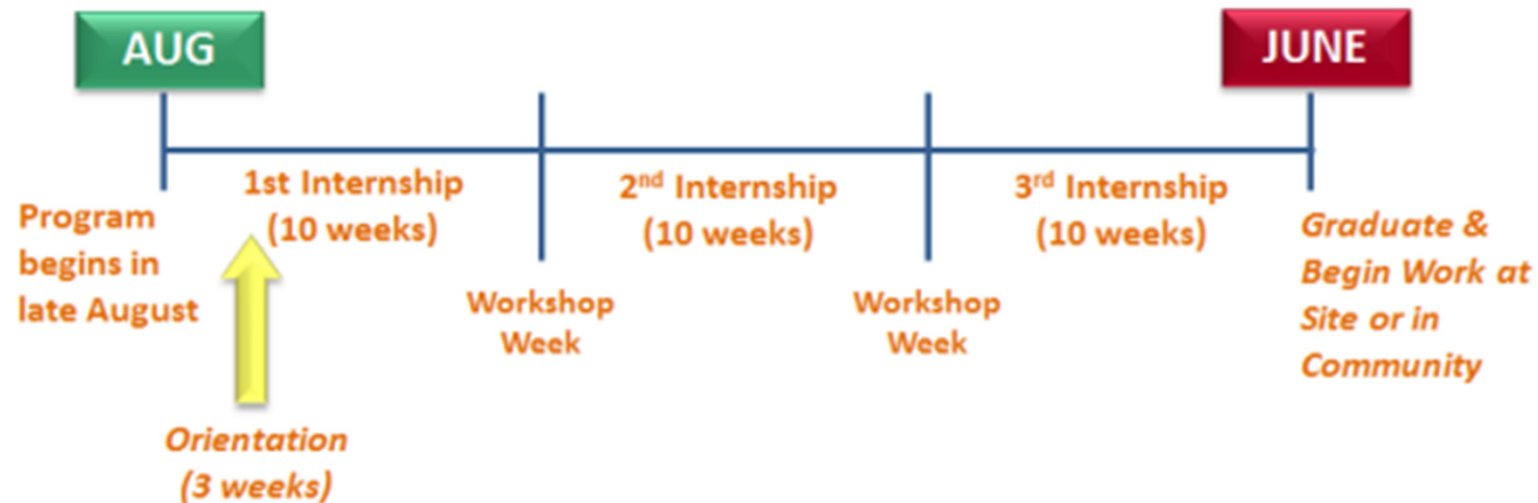 AUG
JUNE
Program
begins in
late August
1st Internship
(10 weeks)
Orientation
(3 weeks)
Workshop
Week
2nd Internship
(10 weeks)
Workshop
Week
3rd Internship
(10 weeks)
Graduate &
Begin Work at
Site or in
Community